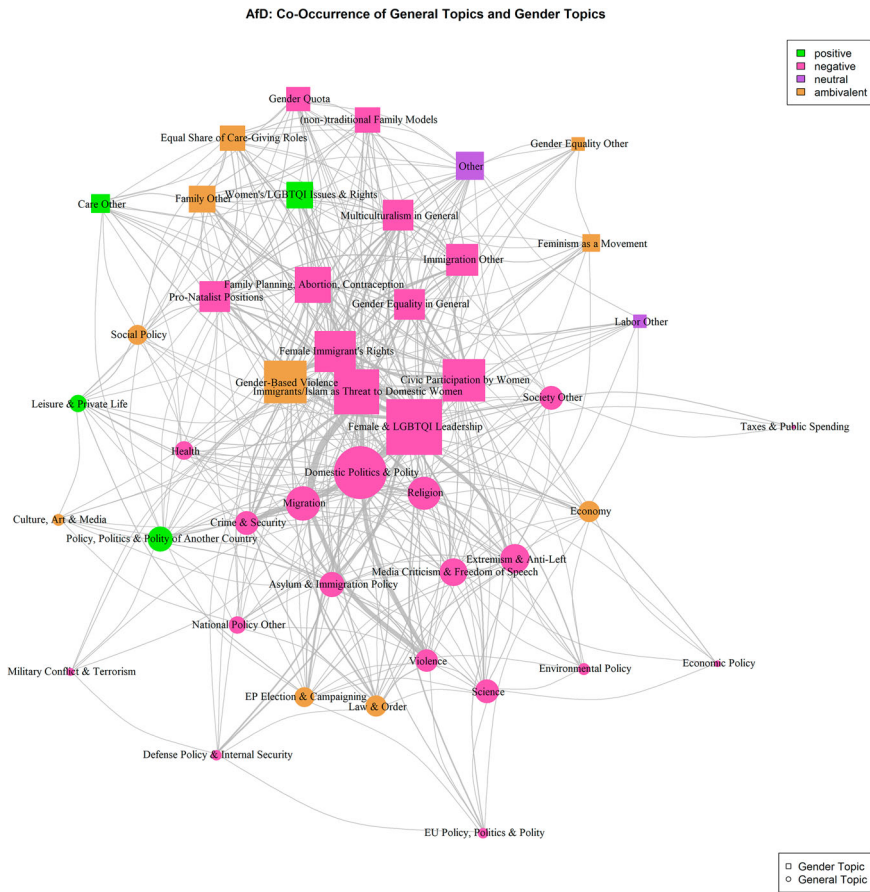 AfD: Co-Occurrence of General Topics and Gender Topics
positive
negative
neutral
ambivalent
Gender Quota
(non-)traditional Family Models
Equal Share of Care-Giving Roles
Gender Equality Other
Other
Women's/LGBTQI Issues & Rights
Family Other
Care Other
Multiculturalism in General
Feminism as a Movement
Immigration Other
Family Planning, Abortion, Contraception
Pro-Natalist Positions
Gender Equality in General
Labor Other
Social Policy
Female Immigrant's Rights
Gender-Based Violence
Civic Participation by Women
Immigrants/Islam as Threat to Domestic Women
Society Other
Leisure & Private Life
Female & LGBTQI Leadership
Taxes & Public Spending
Health
Domestic Politics & Polity
Religion
Migration
Economy
Culture, Art & Media
Crime & Security
Policy, Politics & Polity of Another Country
Extremism & Anti-Left
Media Criticism & Freedom of Speech
Asylum & Immigration Policy
National Policy Other
Violence
Economic Policy
Environmental Policy
Military Conflict & Terrorism
Science
EP Election & Campaigning
Law & Order
Defense Policy & Internal Security
EU Policy, Politics & Polity
Gender Topic
General Topic